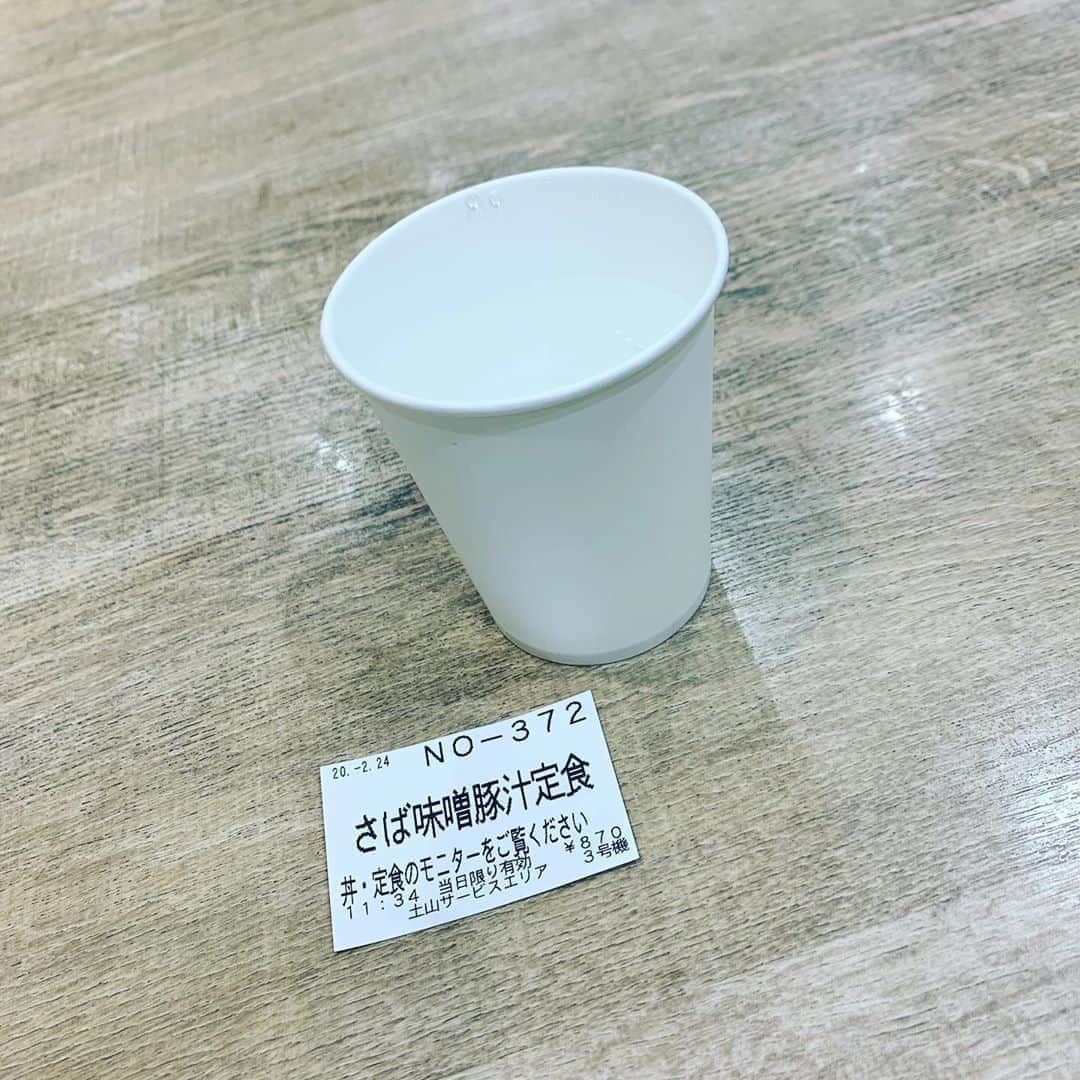 20.-2.24 NO-372
さば味噌豚汁定食
丼・定食のモニターをご覧ください
11:34 当日限り有効 ¥870
土山サービスエリア 3号機